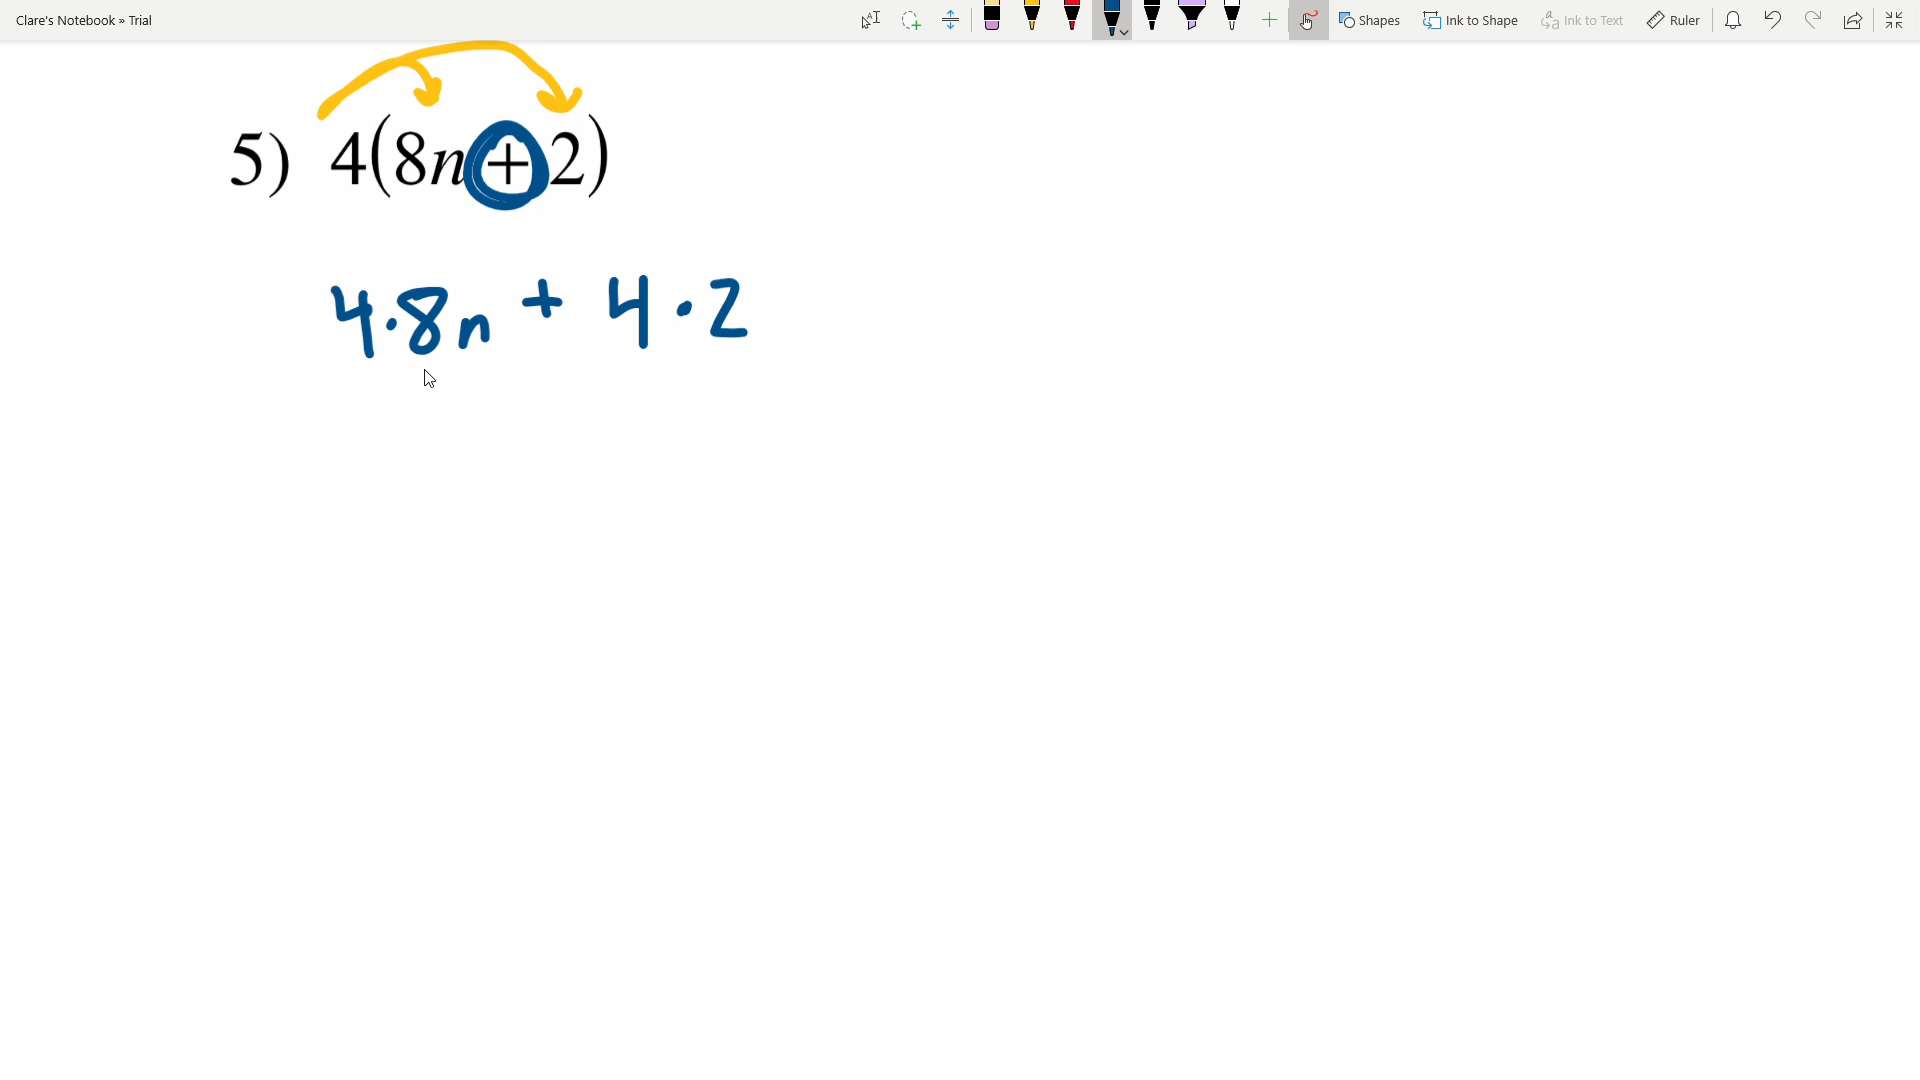 Clare's Notebook » Trial
Shapes Ink to Shape Ink to Text Ruler
5) 4(8n+2)
4·8n + 4·2